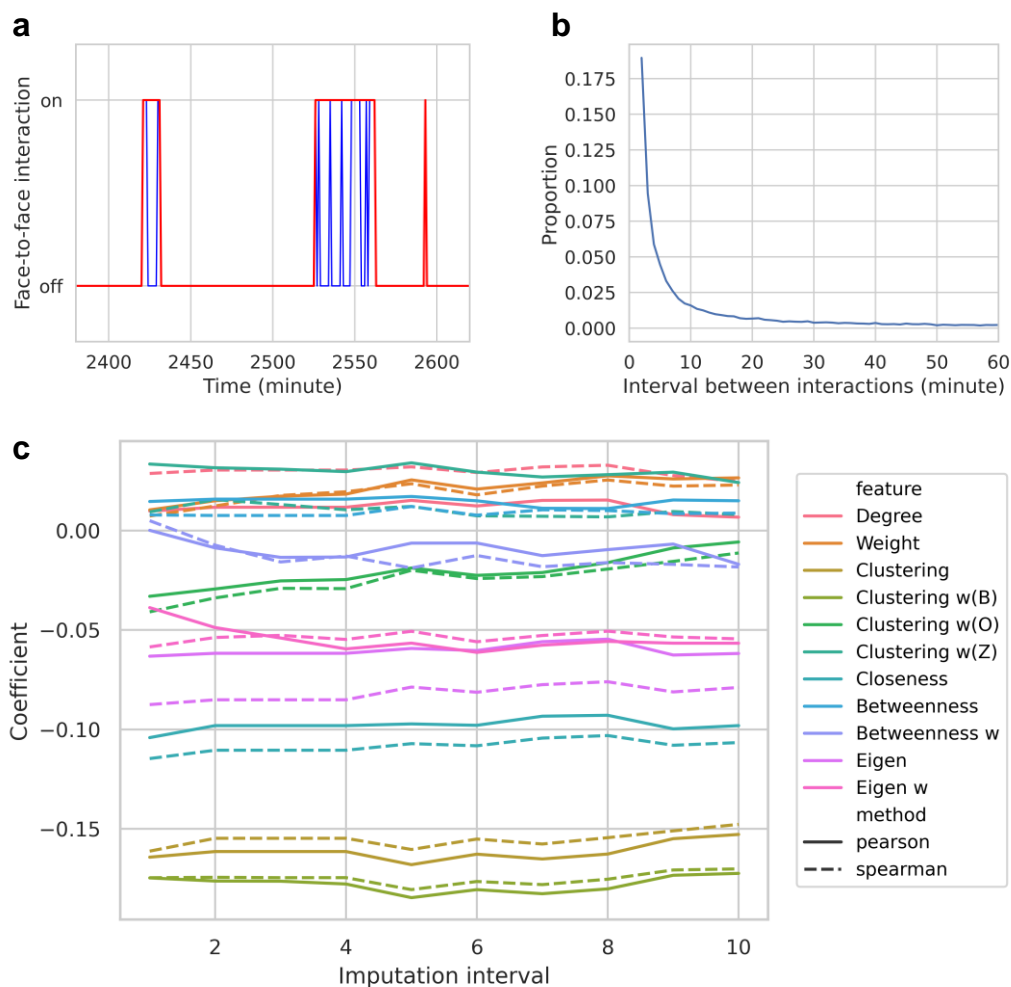 a
Face-to-face interaction
on
off
2400
2450
2500
2550
2600
Time (minute)
b
Proportion
0.175
0.150
0.125
0.100
0.075
0.050
0.025
0.000
0
10
20
30
40
50
60
Interval between interactions (minute)
c
Coefficient
0.00
−0.05
−0.10
−0.15
2
4
6
8
10
Imputation interval
feature
Degree
Weight
Clustering
Clustering w(B)
Clustering w(O)
Clustering w(Z)
Closeness
Betweenness
Betweenness w
Eigen
Eigen w
method
pearson
spearman